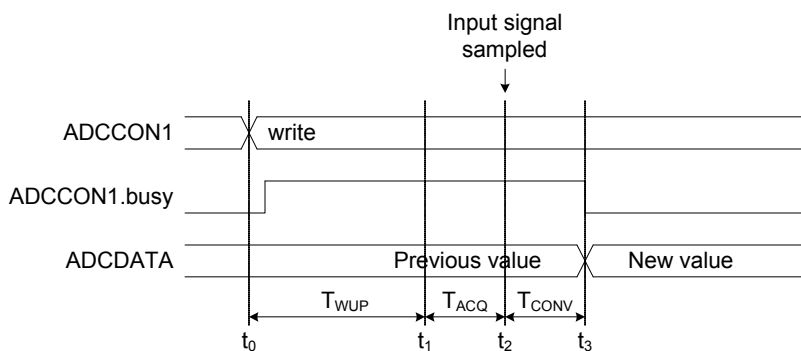 Input signal
sampled
ADCCON1
write
ADCCON1.busy
ADCDATA
Previous value
New value
TWUP
TACQ
TCONV
t0
t1
t2
t3